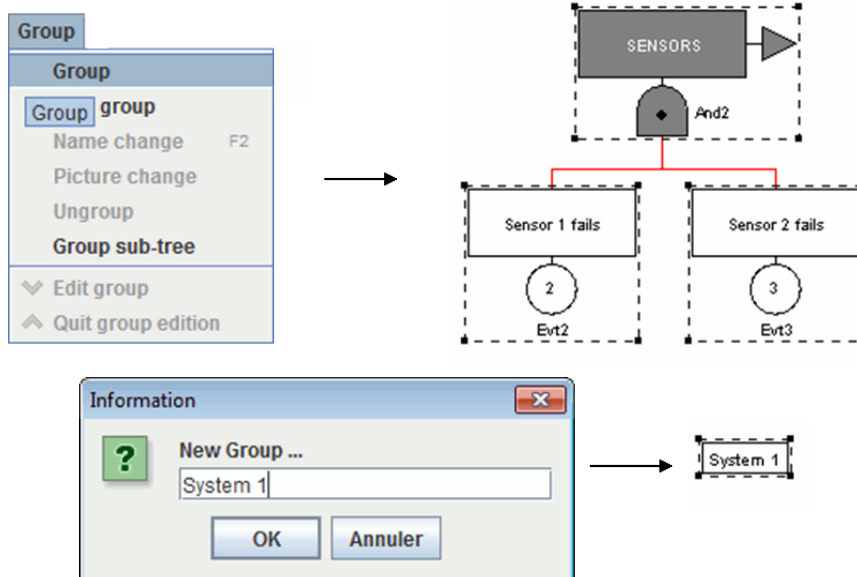 Group
Group
Group group
Name change F2
Picture change
Ungroup
Group sub-tree
Edit group
Quit group edition
SENSORS
And2
Sensor 1 fails
Sensor 2 fails
2
3
Evt2
Evt3
Information
?
New Group ...
System 1
OK Annuler
System 1